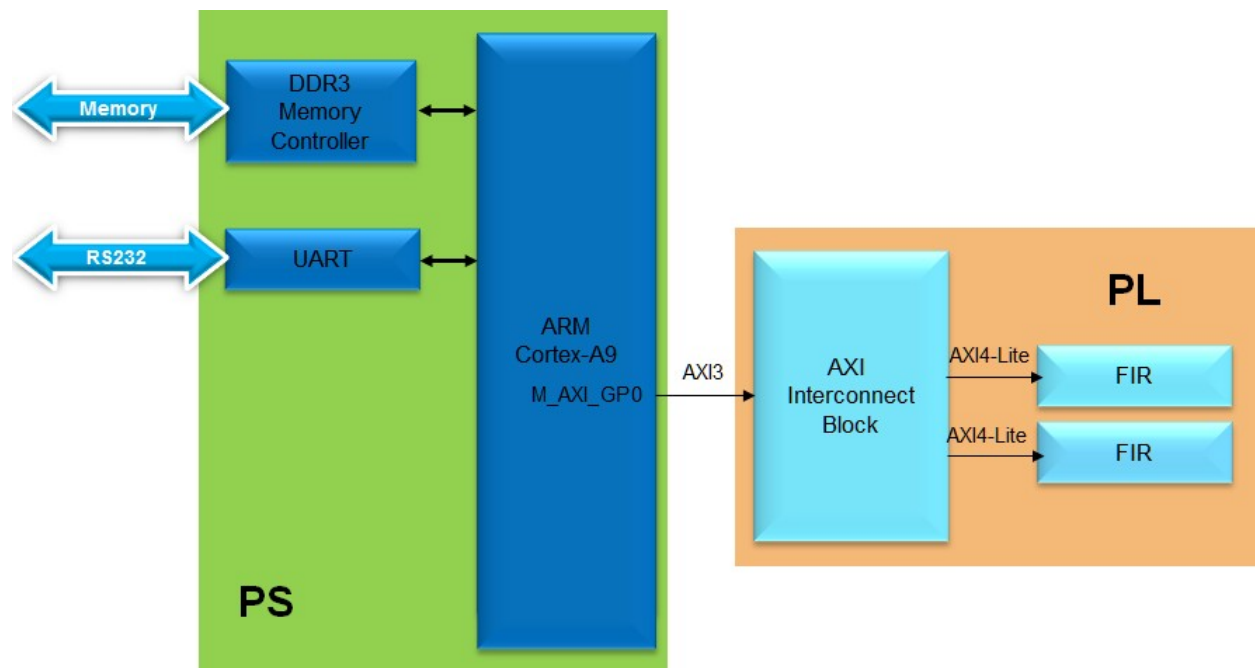 Memory
DDR3
Memory
Controller
RS232
UART
ARM
Cortex-A9
M_AXI_GP0
PS
AXI3
PL
AXI
Interconnect
Block
AXI4-Lite
FIR
AXI4-Lite
FIR